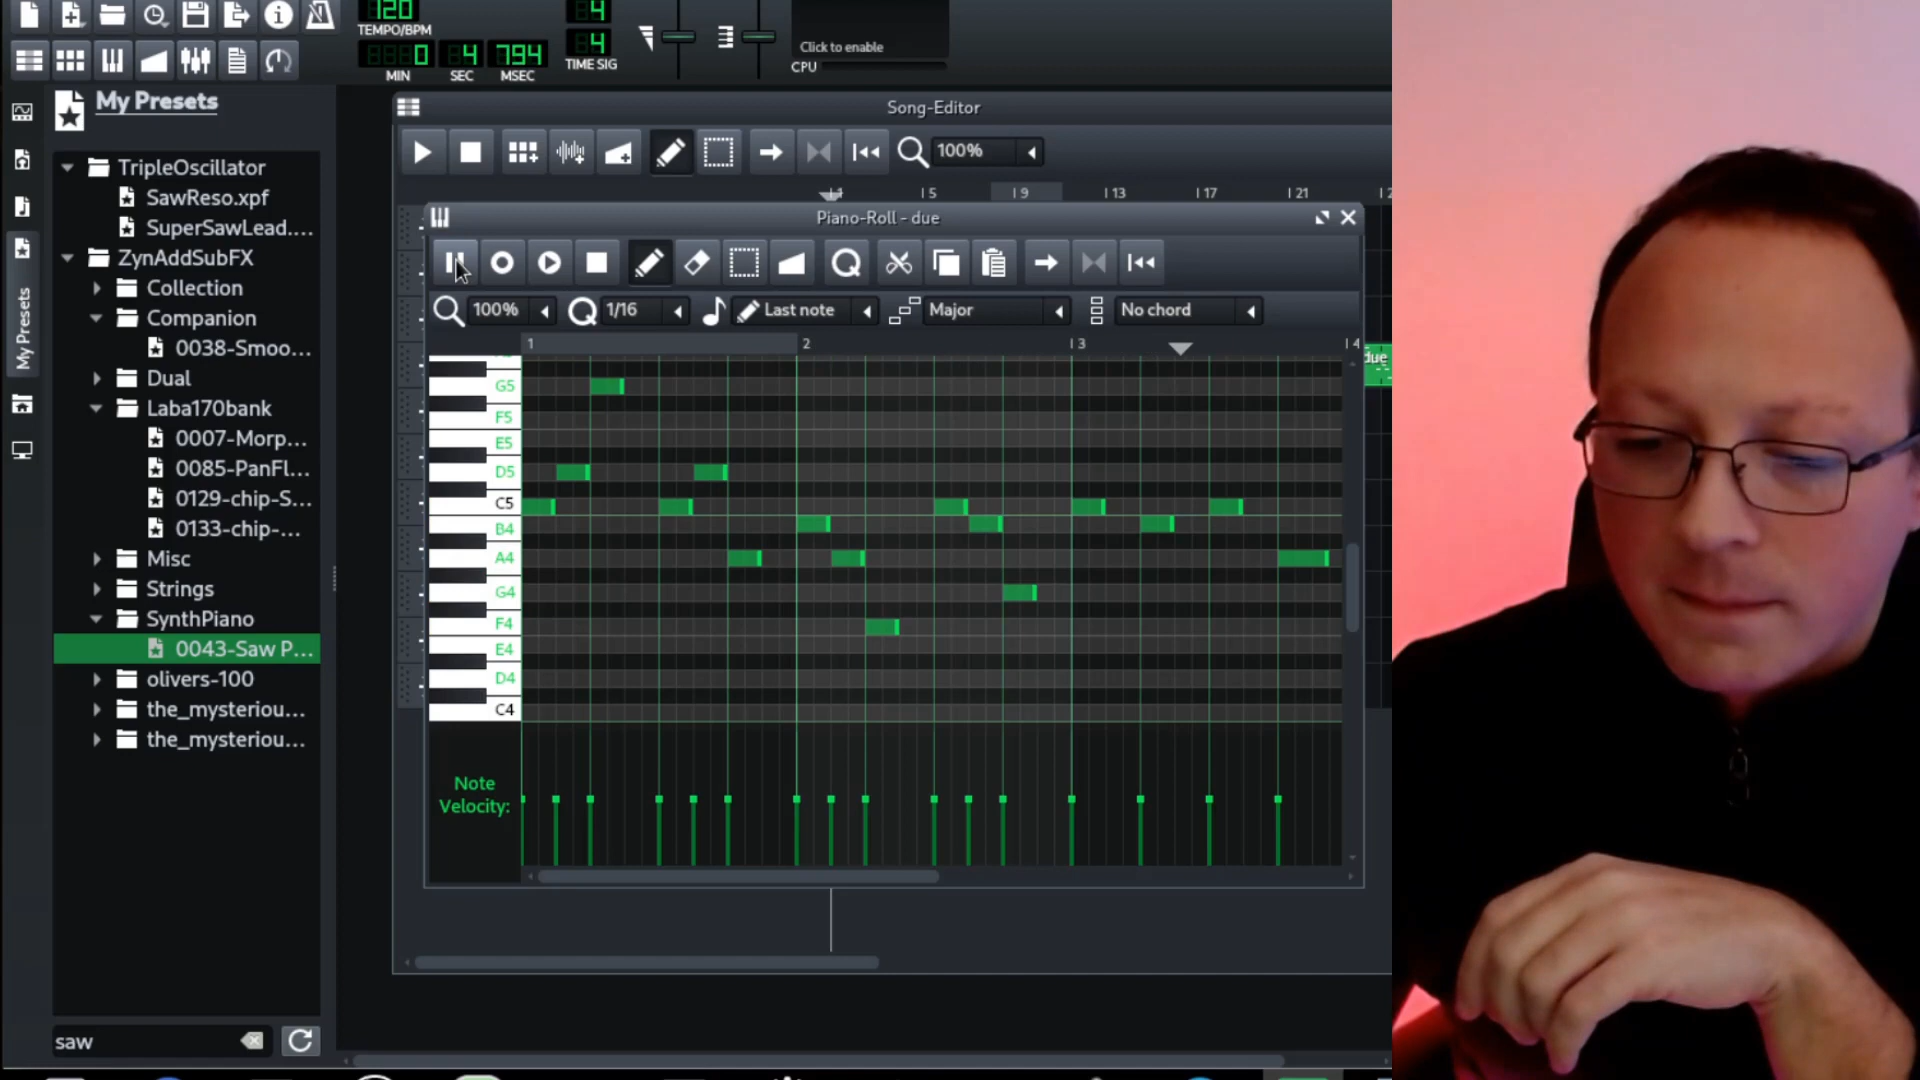 120
TEMPO/BPM
0
MIN
4
SEC
794
MSEC
4
4
TIME SIG
Click to enable
CPU
My Presets
My Presets
TripleOscillator
SawReso.xpf
SuperSawLead....
ZynAddSubFX
Collection
Companion
0038-Smoo...
Dual
Laba170bank
0007-Morp...
0085-PanFl...
0129-chip-S...
0133-chip-...
Misc
Strings
SynthPiano
0043-Saw P...
olivers-100
the_mysteriou...
the_mysteriou...
saw
Song-Editor
100%
5
9
13
17
21
Piano-Roll - due
100%
1/16
Last note
Major
No chord
1
2
3
4
due
G5
F5
E5
D5
C5
B4
A4
G4
F4
E4
D4
C4
Note
Velocity: